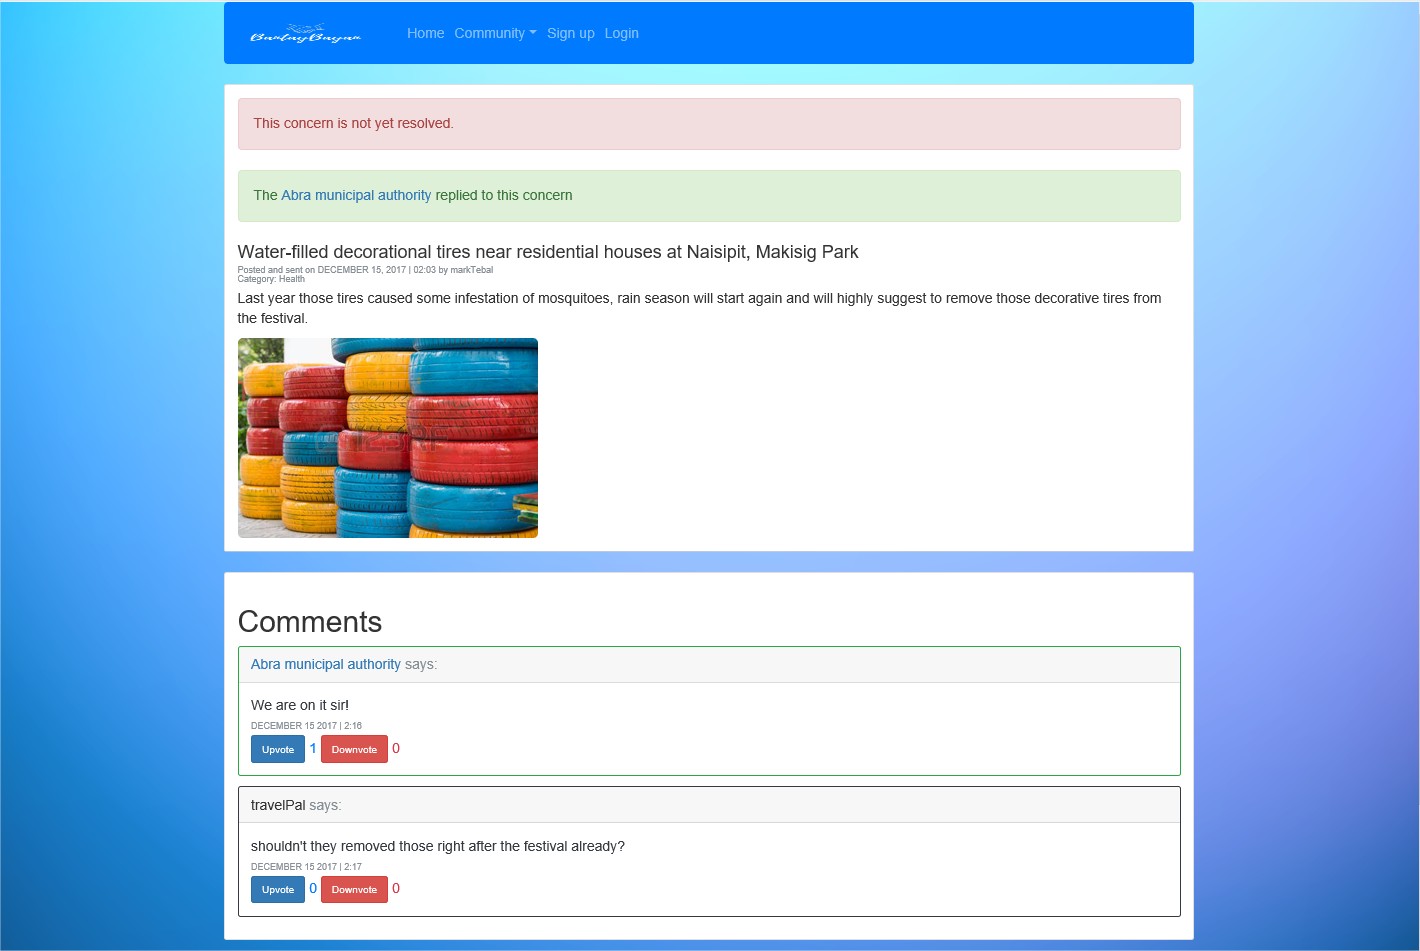 BantayBayan
Home Community Sign up Login
This concern is not yet resolved.
The Abra municipal authority replied to this concern
Water-filled decorational tires near residential houses at Naisipit, Makisig Park
Posted and sent on DECEMBER 15, 2017 | 02:03 by markTebal
Category: Health
Last year those tires caused some infestation of mosquitoes, rain season will start again and will highly suggest to remove those decorative tires from
the festival.
123RF
Comments
Abra municipal authority says:
We are on it sir!
DECEMBER 15 2017 | 2:16
Upvote 1 Downvote 0
travelPal says:
shouldn't they removed those right after the festival already?
DECEMBER 15 2017 | 2:17
Upvote 0 Downvote 0